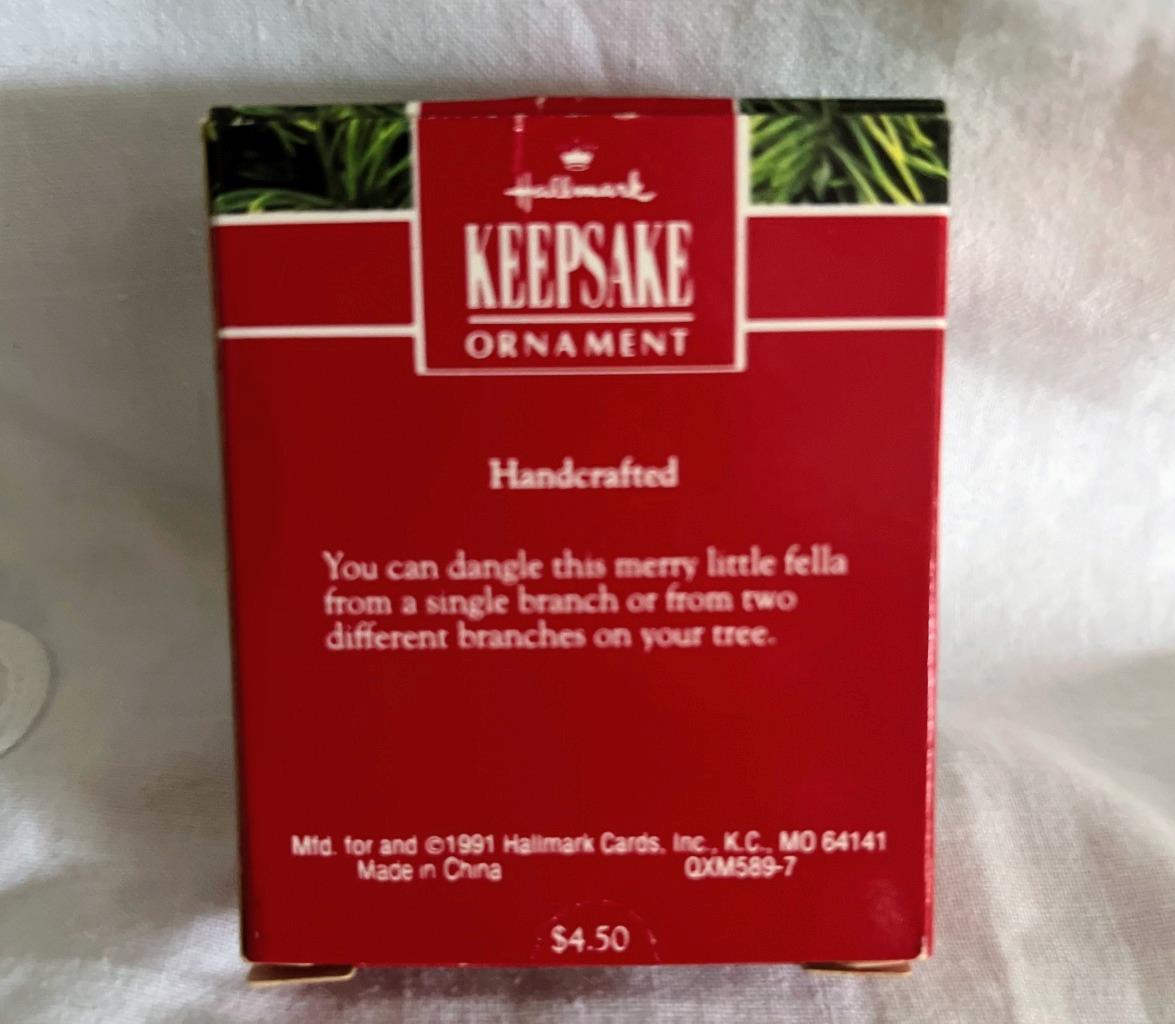 Hallmark
KEEPSAKE
ORNAMENT
Handcrafted
You can dangle this merry little fella
from a single branch or from two
different branches on your tree.
Mfd. for and ©1991 Hallmark Cards, Inc., K.C., MO 64141
Made in China QXM589-7
$4.50